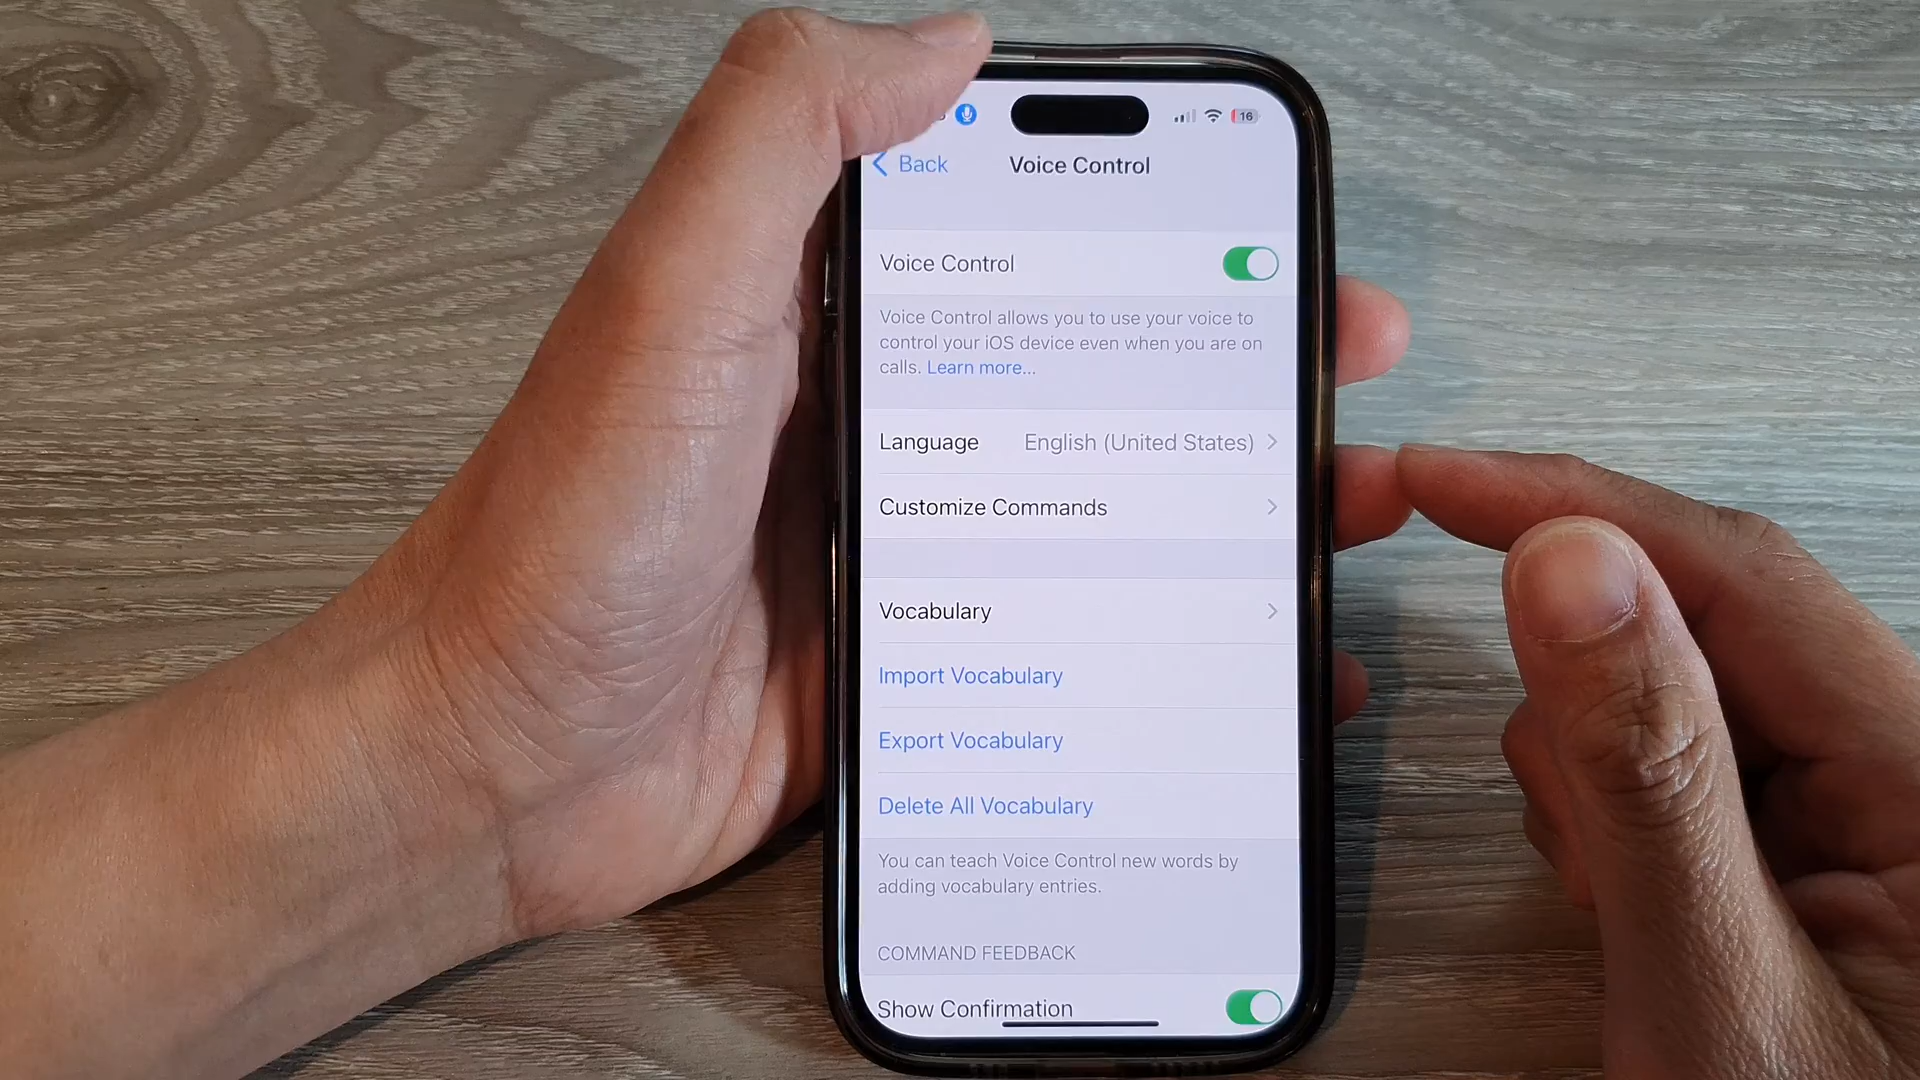 16
Back
Voice Control
Voice Control
Voice Control allows you to use your voice to
control your iOS device even when you are on
calls. Learn more...
Language English (United States)
Customize Commands
Vocabulary
Import Vocabulary
Export Vocabulary
Delete All Vocabulary
You can teach Voice Control new words by
adding vocabulary entries.
COMMAND FEEDBACK
Show Confirmation